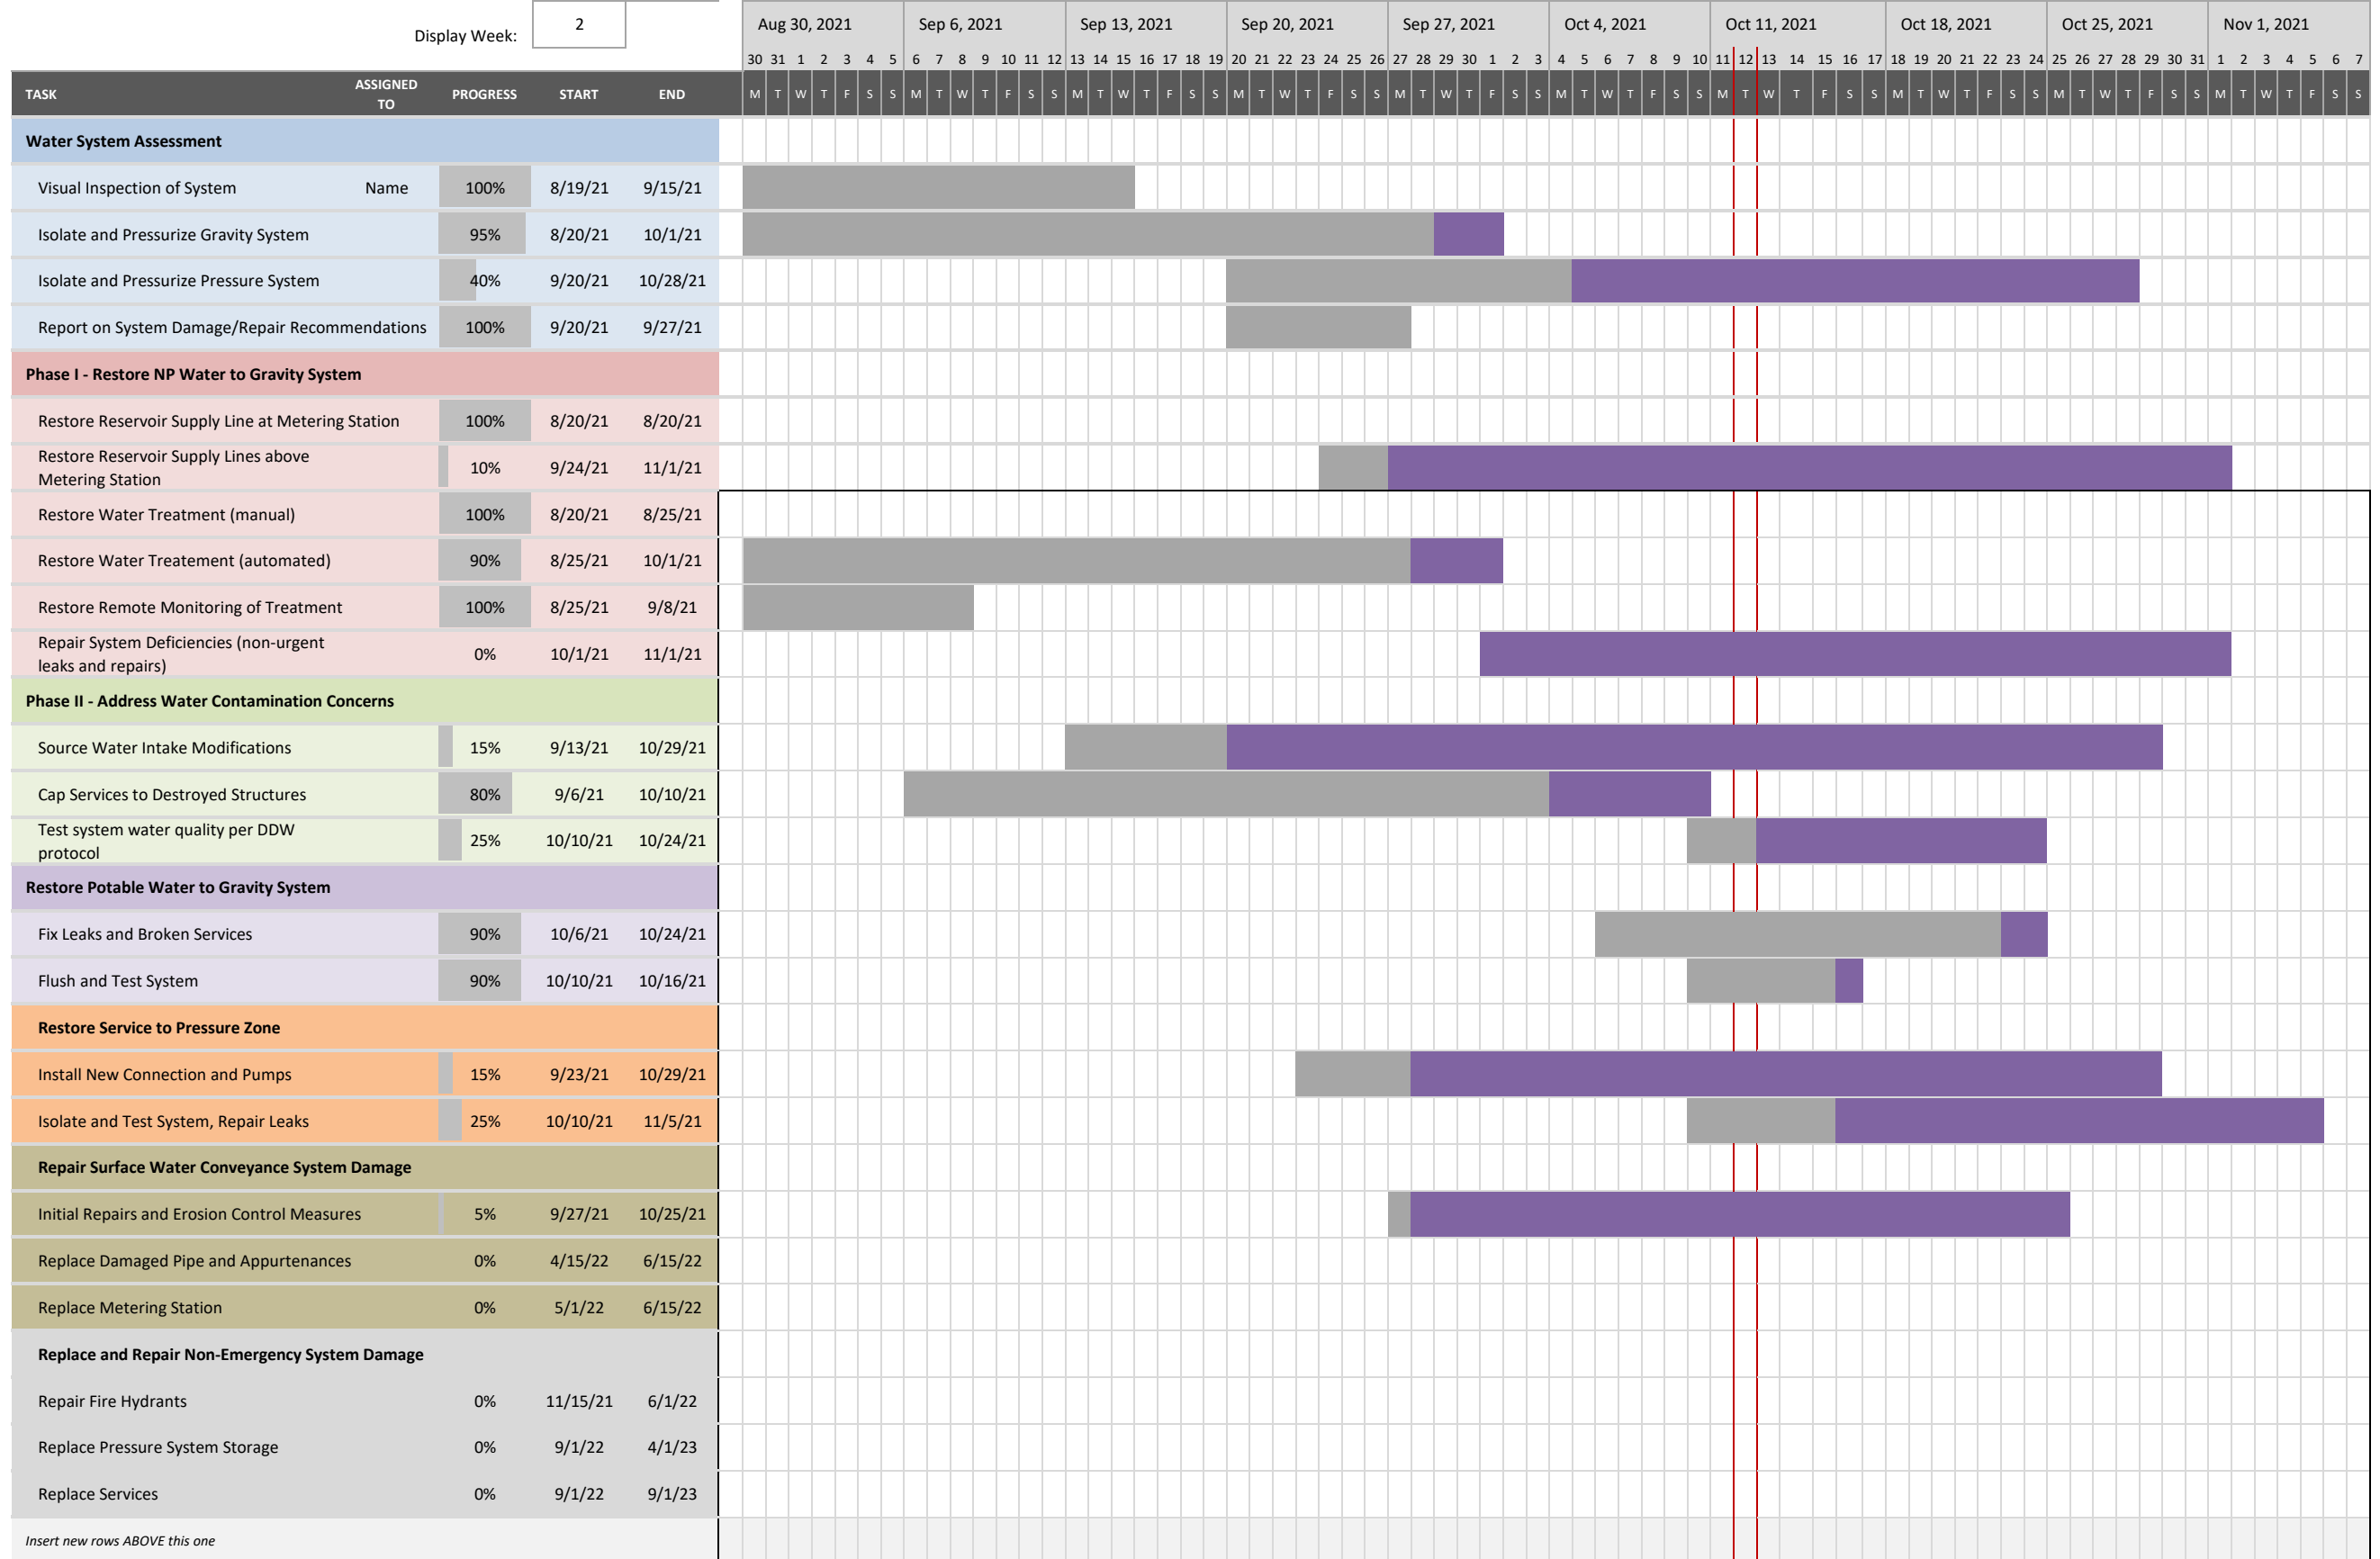 Display Week: 2
Aug 30, 2021 Sep 6, 2021 Sep 13, 2021 Sep 20, 2021 Sep 27, 2021 Oct 4, 2021 Oct 11, 2021 Oct 18, 2021 Oct 25, 2021 Nov 1, 2021
30 31 1 2 3 4 5 6 7 8 9 10 11 12 13 14 15 16 17 18 19 20 21 22 23 24 25 26 27 28 29 30 1 2 3 4 5 6 7 8 9 10 11 12 13 14 15 16 17 18 19 20 21 22 23 24 25 26 27 28 29 30 31 1 2 3 4 5 6 7
TASK ASSIGNED TO PROGRESS START END M T W T F S S M T W T F S S M T W T F S S M T W T F S S M T W T F S S M T W T F S S M T W T F S S M T W T F S S M T W T F S S M T W T F S S
Water System Assessment
Visual Inspection of System Name 100% 8/19/21 9/15/21
Isolate and Pressurize Gravity System 95% 8/20/21 10/1/21
Isolate and Pressurize Pressure System 40% 9/20/21 10/28/21
Report on System Damage/Repair Recommendations 100% 9/20/21 9/27/21
Phase I - Restore NP Water to Gravity System
Restore Reservoir Supply Line at Metering Station 100% 8/20/21 8/20/21
Restore Reservoir Supply Lines above
Metering Station 10% 9/24/21 11/1/21
Restore Water Treatment (manual) 100% 8/20/21 8/25/21
Restore Water Treatement (automated) 90% 8/25/21 10/1/21
Restore Remote Monitoring of Treatment 100% 8/25/21 9/8/21
Repair System Deficiencies (non-urgent
leaks and repairs) 0% 10/1/21 11/1/21
Phase II - Address Water Contamination Concerns
Source Water Intake Modifications 15% 9/13/21 10/29/21
Cap Services to Destroyed Structures 80% 9/6/21 10/10/21
Test system water quality per DDW
protocol 25% 10/10/21 10/24/21
Restore Potable Water to Gravity System
Fix Leaks and Broken Services 90% 10/6/21 10/24/21
Flush and Test System 90% 10/10/21 10/16/21
Restore Service to Pressure Zone
Install New Connection and Pumps 15% 9/23/21 10/29/21
Isolate and Test System, Repair Leaks 25% 10/10/21 11/5/21
Repair Surface Water Conveyance System Damage
Initial Repairs and Erosion Control Measures 5% 9/27/21 10/25/21
Replace Damaged Pipe and Appurtenances 0% 4/15/22 6/15/22
Replace Metering Station 0% 5/1/22 6/15/22
Replace and Repair Non-Emergency System Damage
Repair Fire Hydrants 0% 11/15/21 6/1/22
Replace Pressure System Storage 0% 9/1/22 4/1/23
Replace Services 0% 9/1/22 9/1/23
Insert new rows ABOVE this one